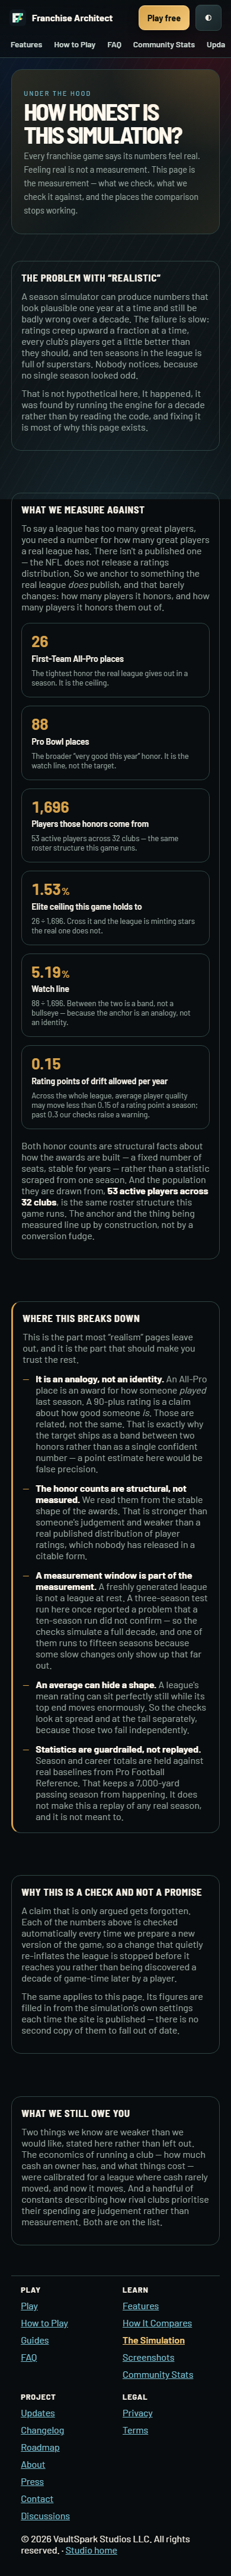 Franchise Architect
Play free
Features How to Play FAQ Community Stats Upda
UNDER THE HOOD
HOW HONEST IS
THIS SIMULATION?
Every franchise game says its numbers feel real.
Feeling real is not a measurement. This page is
the measurement — what we check, what we
check it against, and the places the comparison
stops working.
THE PROBLEM WITH “REALISTIC”
A season simulator can produce numbers that
look plausible one year at a time and still be
badly wrong over a decade. The failure is slow:
ratings creep upward a fraction at a time,
every club's players get a little better than
they should, and ten seasons in the league is
full of superstars. Nobody notices, because
no single season looked odd.
That is not hypothetical here. It happened, it
was found by running the engine for a decade
rather than by reading the code, and fixing it
is most of why this page exists.
WHAT WE MEASURE AGAINST
To say a league has too many great players,
you need a number for how many great players
a real league has. There isn't a published one
— the NFL does not release a ratings
distribution. So we anchor to something the
real league does publish, and that barely
changes: how many players it honors, and how
many players it honors them out of.
26
First-Team All-Pro places
The tightest honor the real league gives out in a
season. It is the ceiling.
88
Pro Bowl places
The broader “very good this year” honor. It is the
watch line, not the target.
1,696
Players those honors come from
53 active players across 32 clubs — the same
roster structure this game runs.
1.53%
Elite ceiling this game holds to
26 ÷ 1,696. Cross it and the league is minting stars
the real one does not.
5.19%
Watch line
88 ÷ 1,696. Between the two is a band, not a
bullseye — because the anchor is an analogy, not
an identity.
0.15
Rating points of drift allowed per year
Across the whole league, average player quality
may move less than 0.15 of a rating point a season;
past 0.3 our checks raise a warning.
Both honor counts are structural facts about
how the awards are built — a fixed number of
seats, stable for years — rather than a statistic
scraped from one season. And the population
they are drawn from, 53 active players across
32 clubs, is the same roster structure this
game runs. The anchor and the thing being
measured line up by construction, not by a
conversion fudge.
WHERE THIS BREAKS DOWN
This is the part most “realism” pages leave
out, and it is the part that should make you
trust the rest.
— It is an analogy, not an identity. An All-Pro
place is an award for how someone played
last season. A 90-plus rating is a claim
about how good someone is. Those are
related, not the same. That is exactly why
the target ships as a band between two
honors rather than as a single confident
number — a point estimate here would be
false precision.
— The honor counts are structural, not
measured. We read them from the stable
shape of the awards. That is stronger than
someone's judgement and weaker than a
real published distribution of player
ratings, which nobody has released in a
citable form.
— A measurement window is part of the
measurement. A freshly generated league
is not a league at rest. A three-season test
run here once reported a problem that a
ten-season run did not confirm — so the
checks simulate a full decade, and one of
them runs to fifteen seasons because
some slow changes only show up that far
out.
— An average can hide a shape. A league's
mean rating can sit perfectly still while its
top end moves enormously. So the checks
look at spread and at the tail separately,
because those two fail independently.
— Statistics are guardrailed, not replayed.
Season and career totals are held against
real baselines from Pro Football
Reference. That keeps a 7,000-yard
passing season from happening. It does
not make this a replay of any real season,
and it is not meant to.
WHY THIS IS A CHECK AND NOT A PROMISE
A claim that is only argued gets forgotten.
Each of the numbers above is checked
automatically every time we prepare a new
version of the game, so a change that quietly
re-inflates the league is stopped before it
reaches you rather than being discovered a
decade of game-time later by a player.
The same applies to this page. Its figures are
filled in from the simulation's own settings
each time the site is published — there is no
second copy of them to fall out of date.
WHAT WE STILL OWE YOU
Two things we know are weaker than we
would like, stated here rather than left out.
The economics of running a club — how much
cash an owner has, and what things cost —
were calibrated for a league where cash rarely
moved, and now it moves. And a handful of
constants describing how rival clubs prioritise
their spending are judgement rather than
measurement. Both are on the list.
PLAY
Play
How to Play
Guides
FAQ
LEARN
Features
How It Compares
The Simulation
Screenshots
Community Stats
PROJECT
Updates
Changelog
Roadmap
About
Press
Contact
Discussions
LEGAL
Privacy
Terms
© 2026 VaultSpark Studios LLC. All rights
reserved. · Studio home